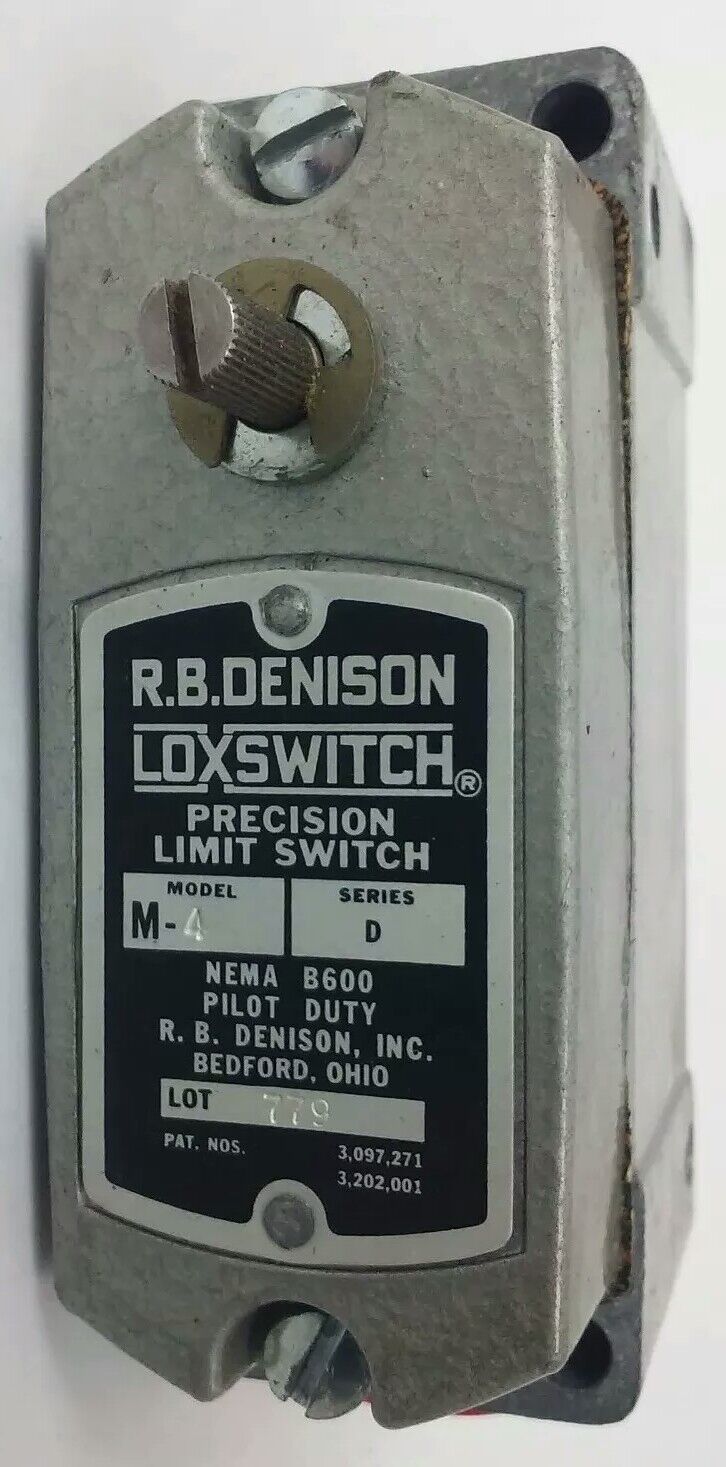 R.B.DENISON
LOXSWITCH®
PRECISION
LIMIT SWITCH
MODEL SERIES
M-4 D
NEMA B600
PILOT DUTY
R. B. DENISON, INC.
BEDFORD, OHIO
LOT 779
PAT. NOS. 3,097,271
3,202,001